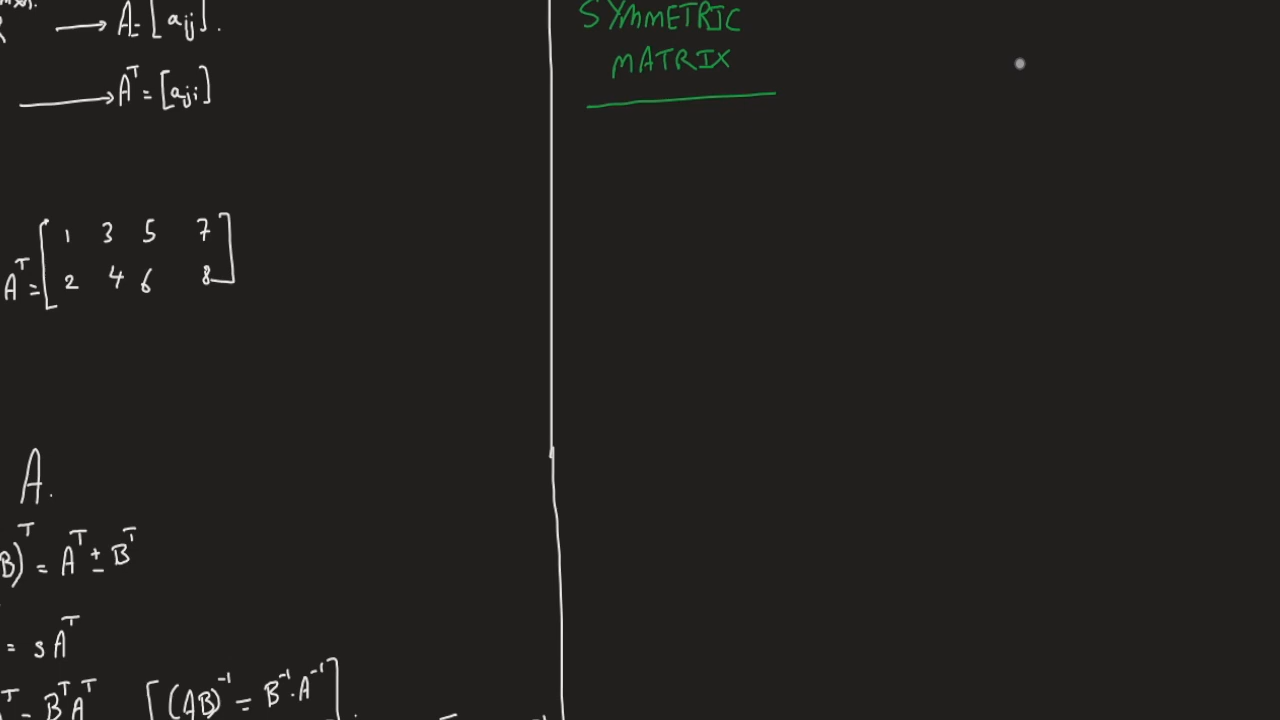 → A = [aij].
→ A^T = [aji]
A^T = [1 3 5 7
2 4 6 8]
A.
B)^T = A^T ± B^T
= sA^T
^T = B^T A^T [(AB)^-1 = B^-1 . A^-1]
SYMMETRIC
MATRIX